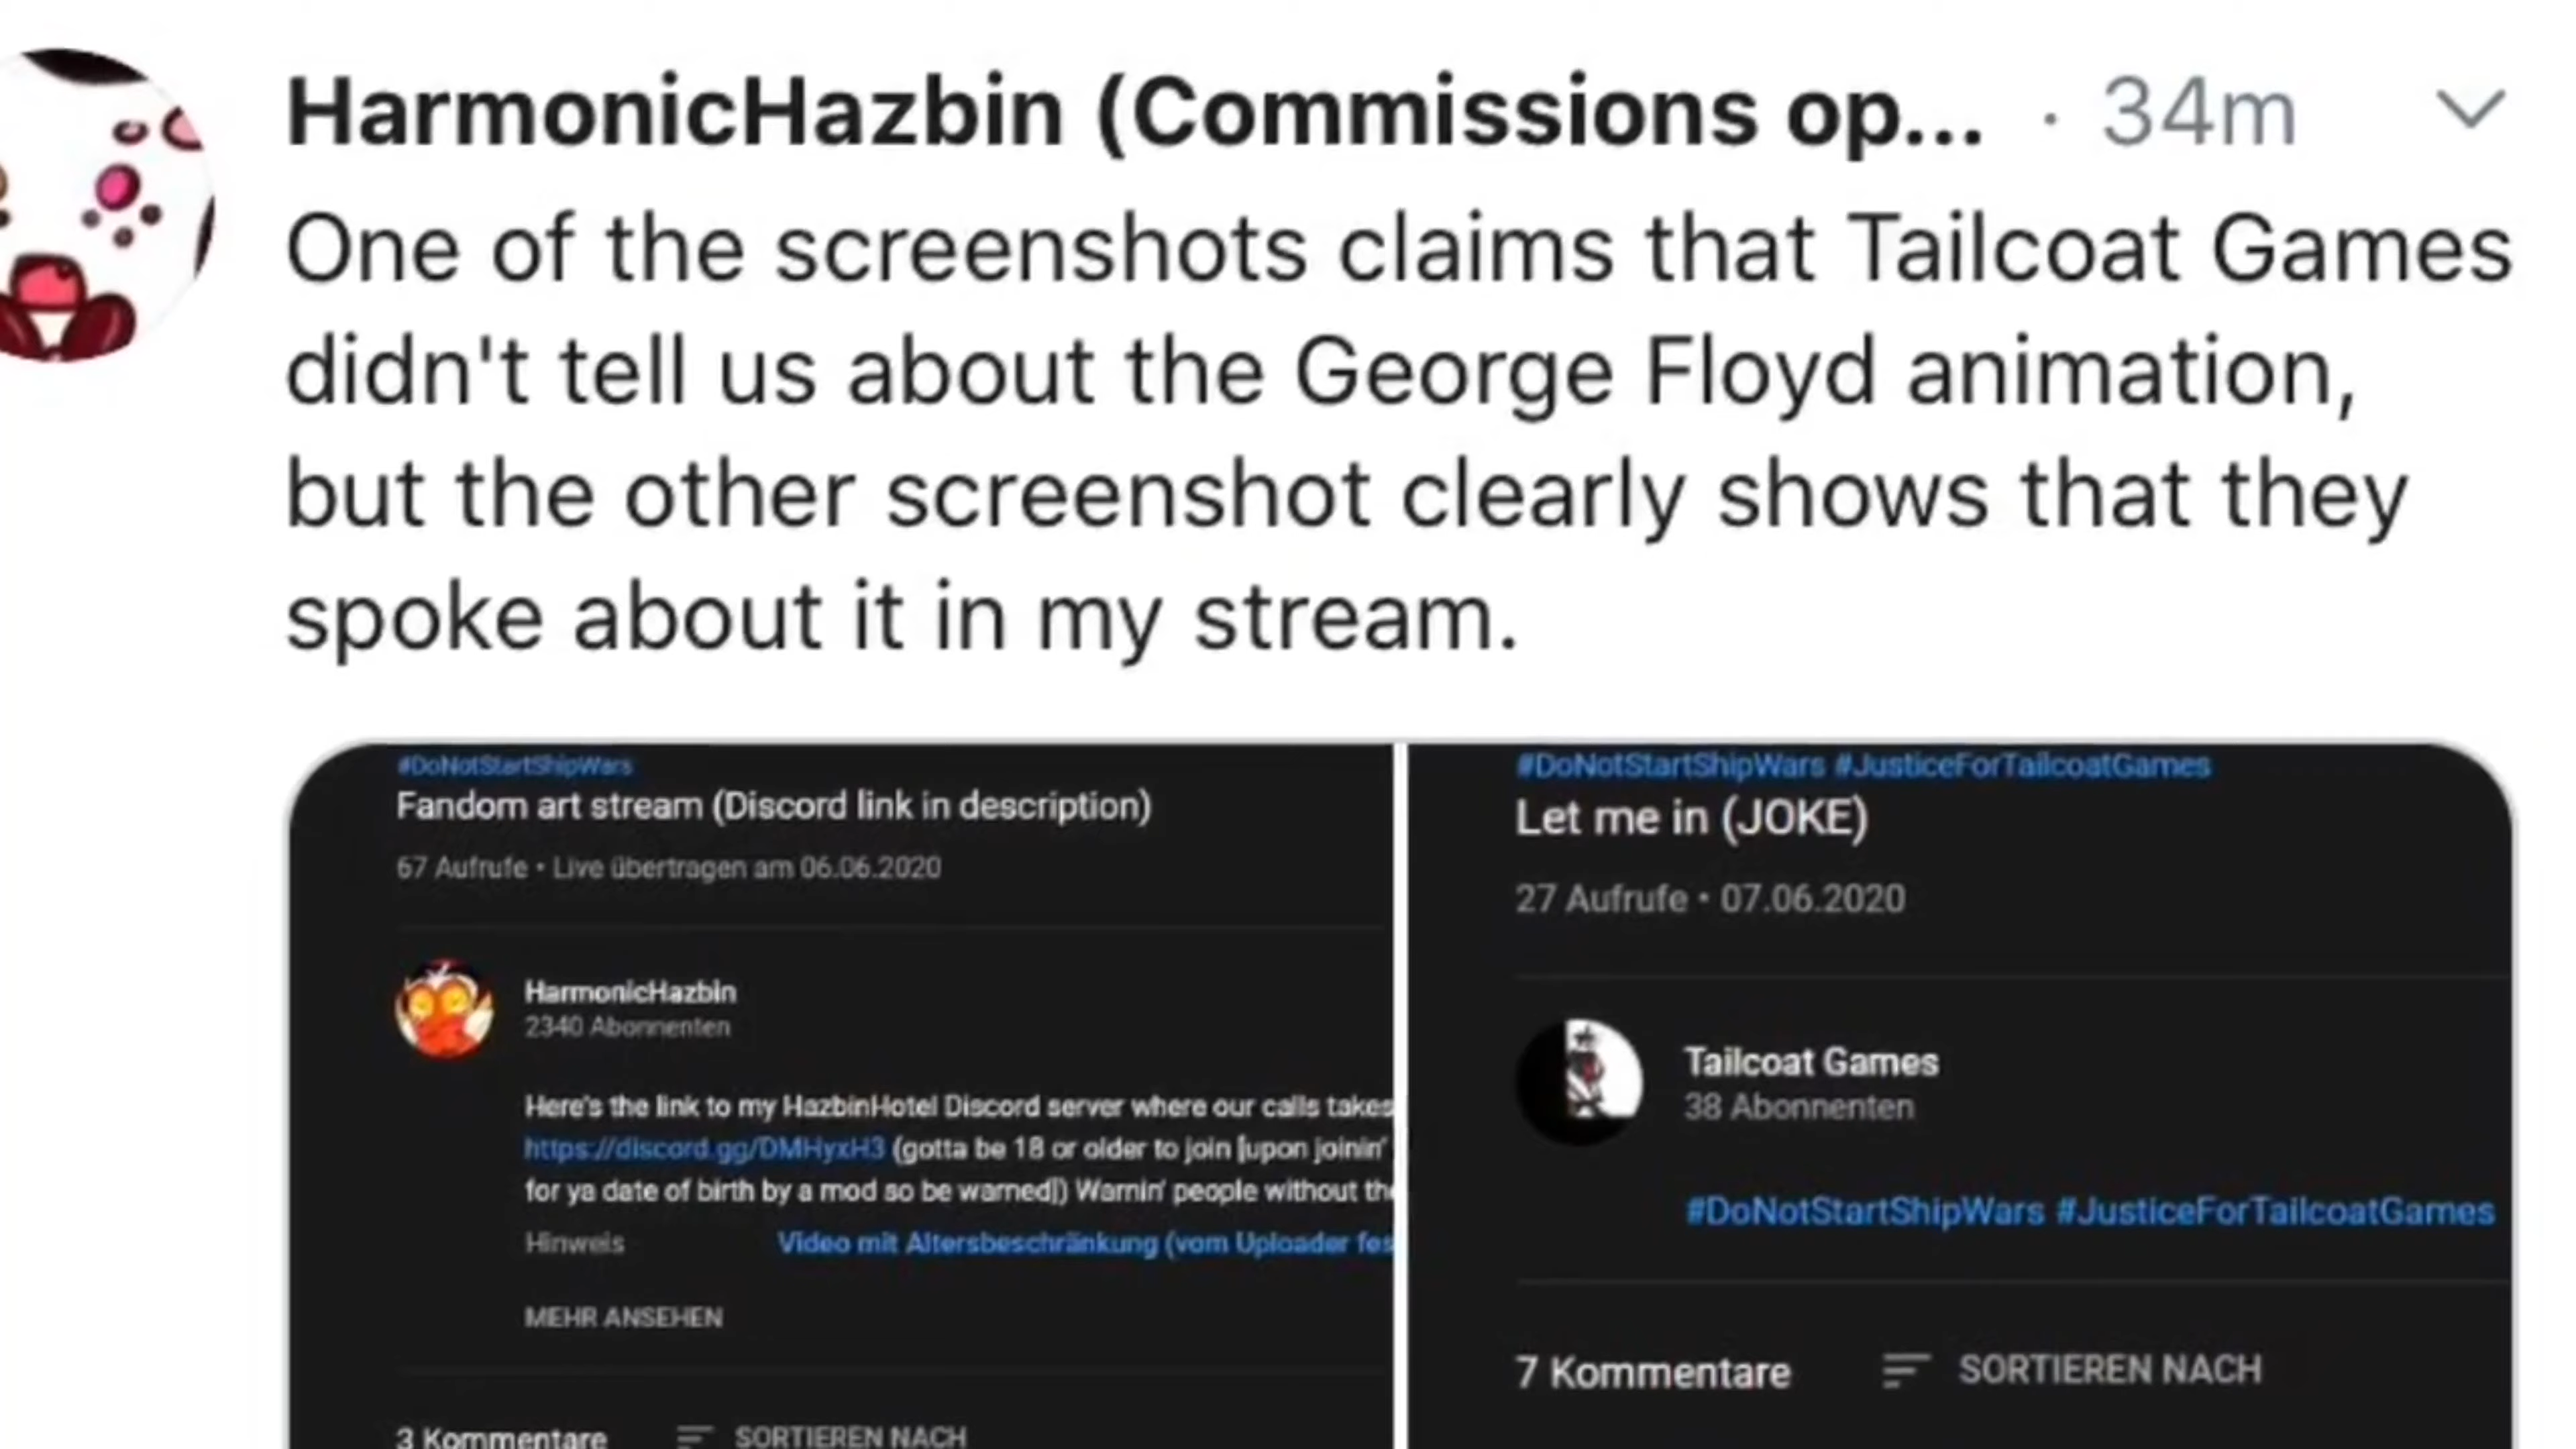 HarmonicHazbin (Commissions op... · 34m
One of the screenshots claims that Tailcoat Games
didn't tell us about the George Floyd animation,
but the other screenshot clearly shows that they
spoke about it in my stream.
#DoNotStartShipWars
Fandom art stream (Discord link in description)
67 Aufrufe • Live übertragen am 06.06.2020
HarmonicHazbin
2340 Abonnenten
Here's the link to my HazbinHotel Discord server where our calls takes
https://discord.gg/DMHyxH3 (gotta be 18 or older to join [upon joinin'
for ya date of birth by a mod so be warned]) Warnin' people without the
Hinweis Video mit Altersbeschränkung (vom Uploader fes
MEHR ANSEHEN
3 Kommentare SORTIEREN NACH
#DoNotStartShipWars #JusticeForTailcoatGames
Let me in (JOKE)
27 Aufrufe • 07.06.2020
Tailcoat Games
38 Abonnenten
#DoNotStartShipWars #JusticeForTailcoatGames
7 Kommentare SORTIEREN NACH